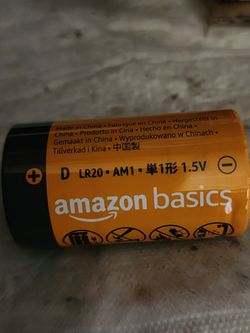 Made in China • Fabriqué en Chine • Hergestellt in
China • Prodotto in Cina • Hecho en China •
Gemaakt in China • Wyprodukowano w Chinach •
Tillverkad i Kina • 中国製
+ D LR20 • AM1 • 単1形 1.5V -
amazon basics